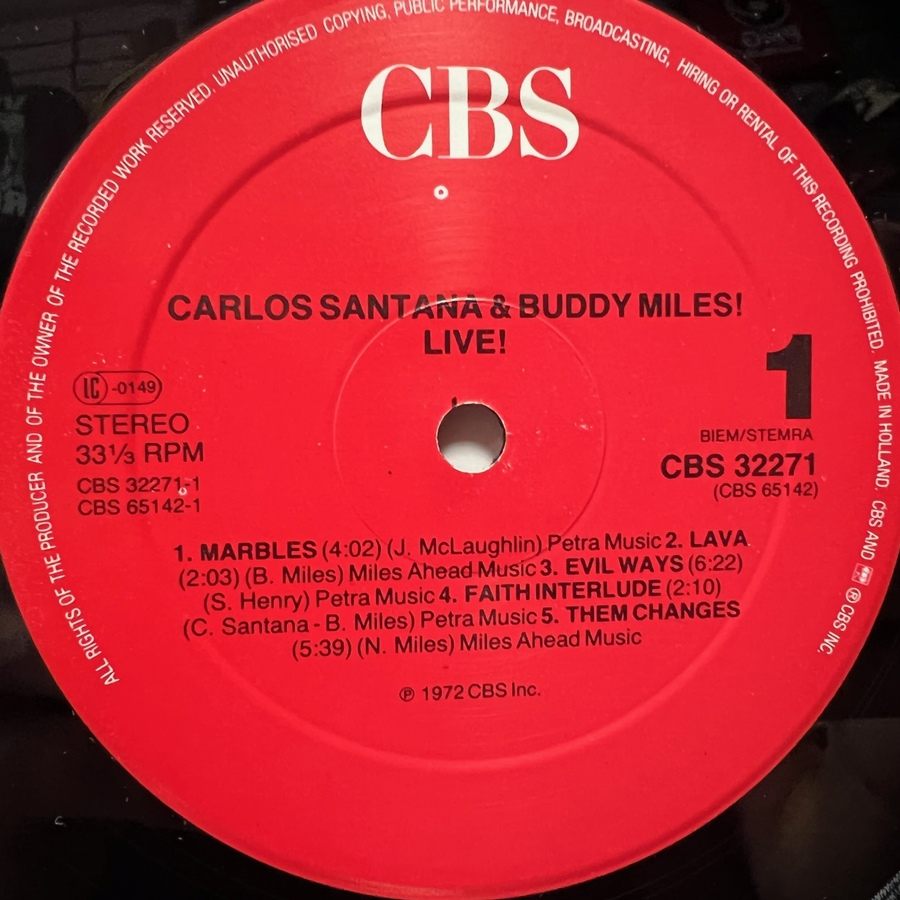 ALL RIGHTS OF THE PRODUCER AND OF THE OWNER OF THE RECORDED WORK RESERVED. UNAUTHORISED COPYING, PUBLIC PERFORMANCE, BROADCASTING, HIRING OR RENTAL OF THIS RECORDING PROHIBITED. MADE IN HOLLAND. CBS AND ℗ CBS INC.
CBS
CARLOS SANTANA & BUDDY MILES!
LIVE!
1
LC -0149
STEREO
33⅓ RPM
CBS 32271-1
CBS 65142-1
BIEM/STEMRA
CBS 32271
(CBS 65142)
1. MARBLES (4:02) (J. McLaughlin) Petra Music 2. LAVA
(2:03) (B. Miles) Miles Ahead Music 3. EVIL WAYS (6:22)
(S. Henry) Petra Music 4. FAITH INTERLUDE (2:10)
(C. Santana - B. Miles) Petra Music 5. THEM CHANGES
(5:39) (N. Miles) Miles Ahead Music
℗ 1972 CBS Inc.